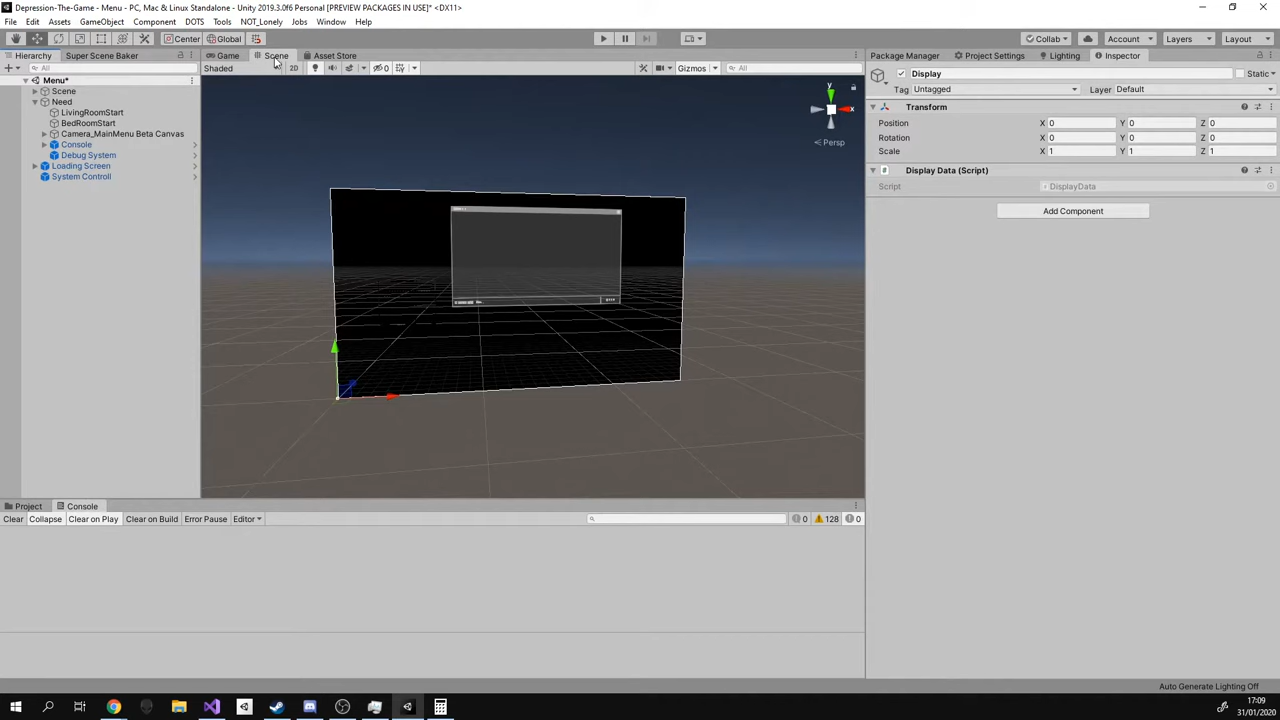 Depression-The-Game - Menu - PC, Mac & Linux Standalone - Unity 2019.3.0f6 Personal [PREVIEW PACKAGES IN USE]* <DX11>
File Edit Assets GameObject Component DOTS Tools NOT_Lonely Jobs Window Help
Center Global Collab Account Layers Layout
Hierarchy Super Scene Baker Game Scene Asset Store Package Manager Project Settings Lighting Inspector
All Shaded 2D 0 Gizmos All Display Static
Tag Untagged Layer Default
Menu*
Scene
Need
LivingRoomStart
BedRoomStart
Camera_MainMenu Beta Canvas
Console
Debug System
Loading Screen
System Controll
y
x
Persp
Transform
Position X 0 Y 0 Z 0
Rotation X 0 Y 0 Z 0
Scale X 1 Y 1 Z 1
Display Data (Script)
Script DisplayData
Add Component
Project Console
Clear Collapse Clear on Play Clear on Build Error Pause Editor 0 128 0
Auto Generate Lighting Off
17:09
31/01/2020